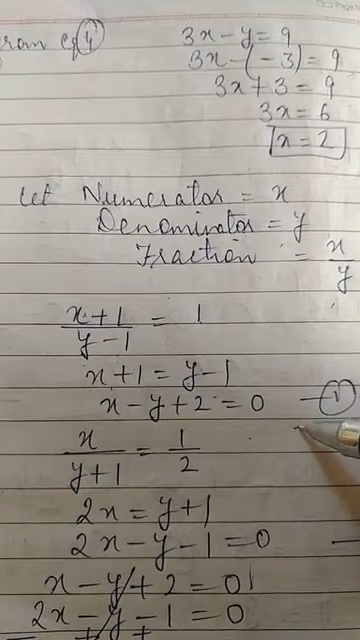 from eq (4)
3x - y = 9
3x - (-3) = 9
3x + 3 = 9
3x = 6
x = 2
Let Numerator = x
Denominator = y
Fraction = x/y
x+1/y-1 = 1
x+1 = y-1
x - y + 2 = 0 — (1)
x/y+1 = 1/2
2x = y+1
2x - y - 1 = 0 —
x - y + 2 = 0
2x - y - 1 = 0
- + +